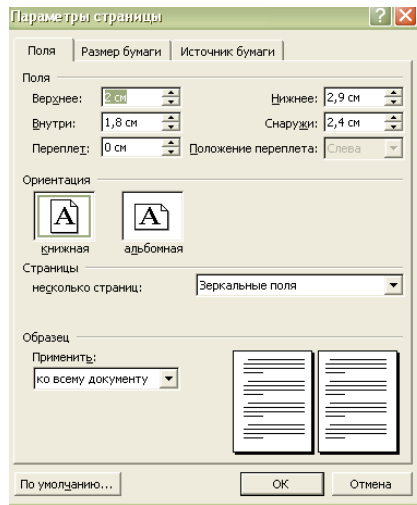 Параметры страницы
Поля Размер бумаги Источник бумаги
Поля
Верхнее: 2 см Нижнее: 2,9 см
Внутри: 1,8 см Снаружи: 2,4 см
Переплет: 0 см Положение переплета: Слева
Ориентация
A A
книжная альбомная
Страницы
несколько страниц: Зеркальные поля
Образец
Применить:
ко всему документу
По умолчанию... ОК Отмена